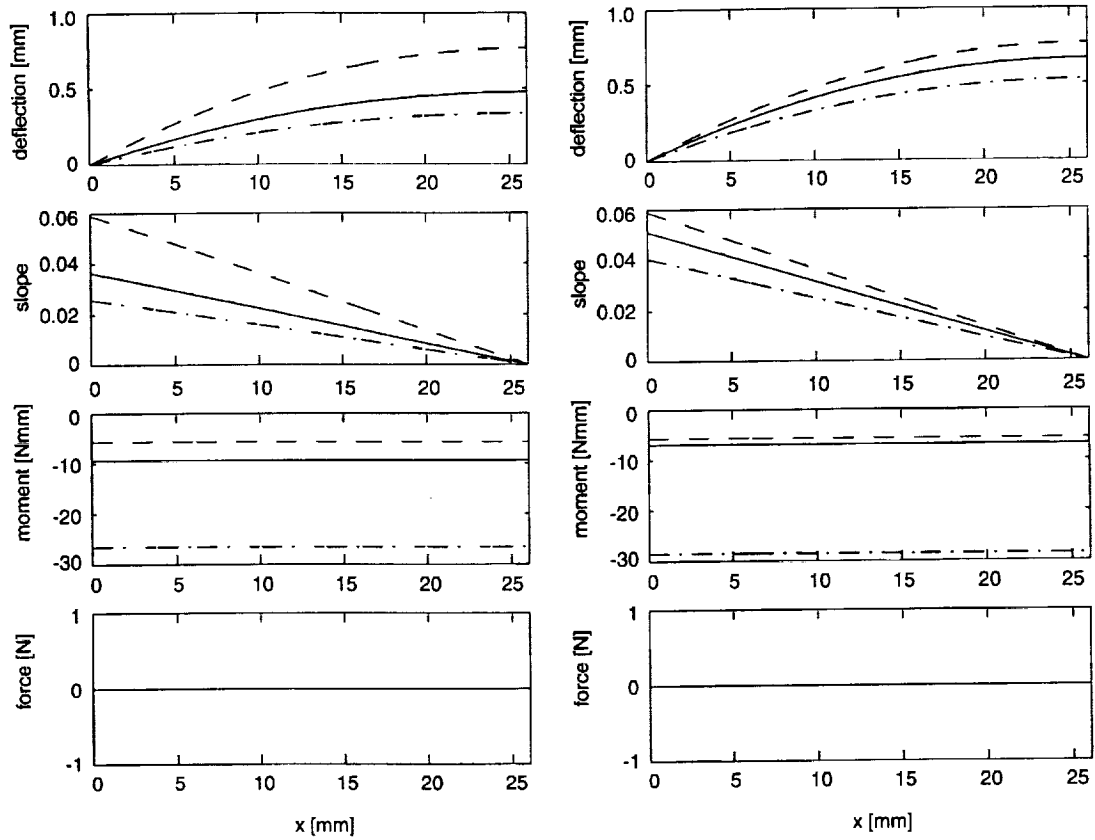 1.0 1.0
deflection [mm] 0.5 deflection [mm] 0.5
0 0
0 5 10 15 20 25 0 5 10 15 20 25
0.06 0.06
0.04 0.04
slope slope
0.02 0.02
0 0
0 5 10 15 20 25 0 5 10 15 20 25
0 0
moment [Nmm] -10 moment [Nmm] -10
-20 -20
-30 -30
0 5 10 15 20 25 0 5 10 15 20 25
1 1
force [N] 0 force [N] 0
-1 -1
0 5 10 15 20 25 0 5 10 15 20 25
x [mm] x [mm]